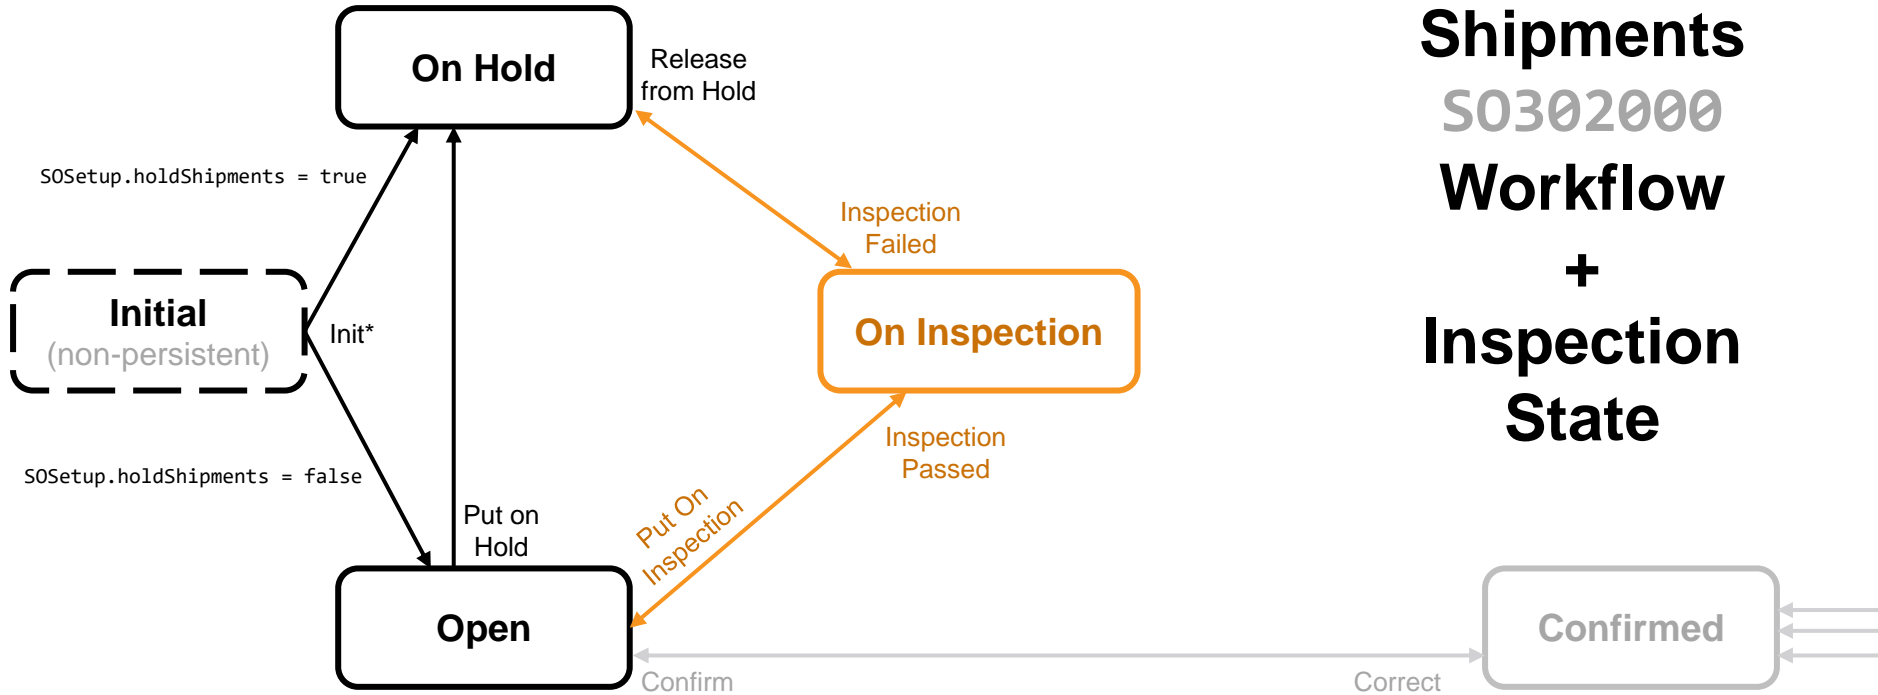 Shipments
SO302000
Workflow
+
Inspection
State
On Hold
Release
from Hold
SOSetup.holdShipments = true
Inspection
Failed
Initial
(non-persistent)
Init*
On Inspection
SOSetup.holdShipments = false
Inspection
Passed
Put on
Hold
Put On
Inspection
Open
Confirmed
Confirm
Correct